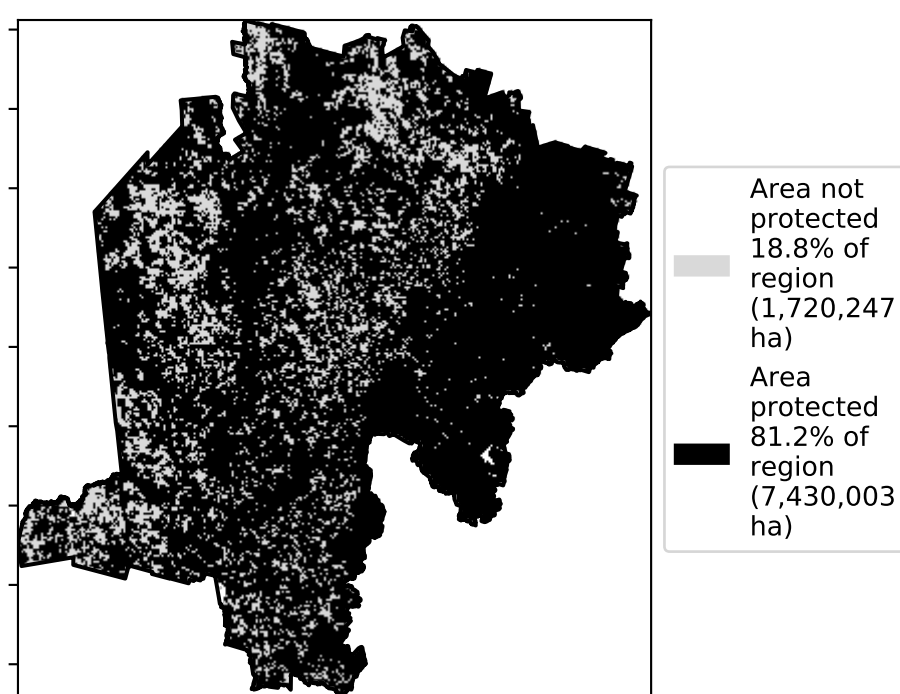 Area not
protected
18.8% of
region
(1,720,247
ha)
Area
protected
81.2% of
region
(7,430,003
ha)